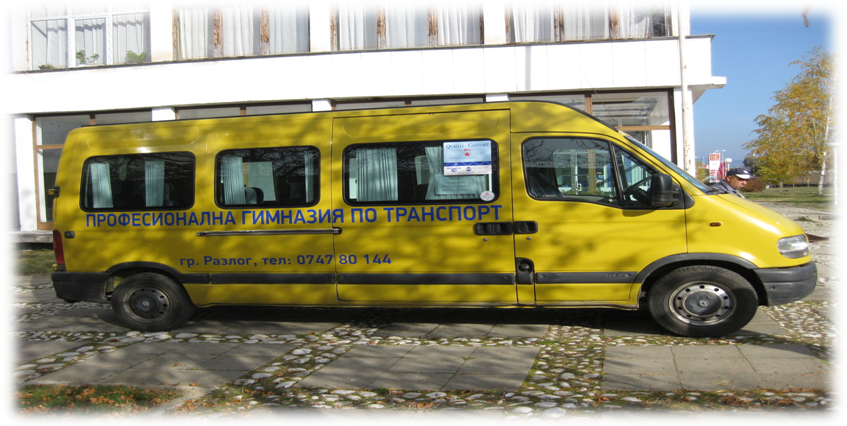 ПРОФЕСИОНАЛНА ГИМНАЗИЯ ПО ТРАНСПОРТ
гр. Разлог, тел: 0747 80 144